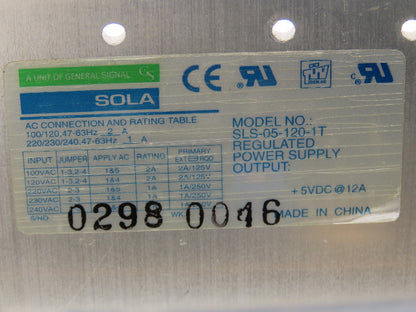 A UNIT OF GENERAL SIGNAL GS
SOLA
AC CONNECTION AND RATING TABLE
100/120,47-63Hz 2 A
220/230/240,47-63Hz 1 A
INPUT JUMPER APPLY AC RATING PRIMARY
100VAC 1-3,2-4 1&5 2A 2A/125V
120VAC 1-3,2-4 1&4 2A 2A/125V
220VAC 2-3 1&5 1A 1A/250V
230VAC 2-3 1&4 1A 1A/250V
240VAC
S/NO.
0298 0046
MODEL NO.:
SLS-05-120-1T
REGULATED
POWER SUPPLY
OUTPUT:
+5VDC@12A
MADE IN CHINA